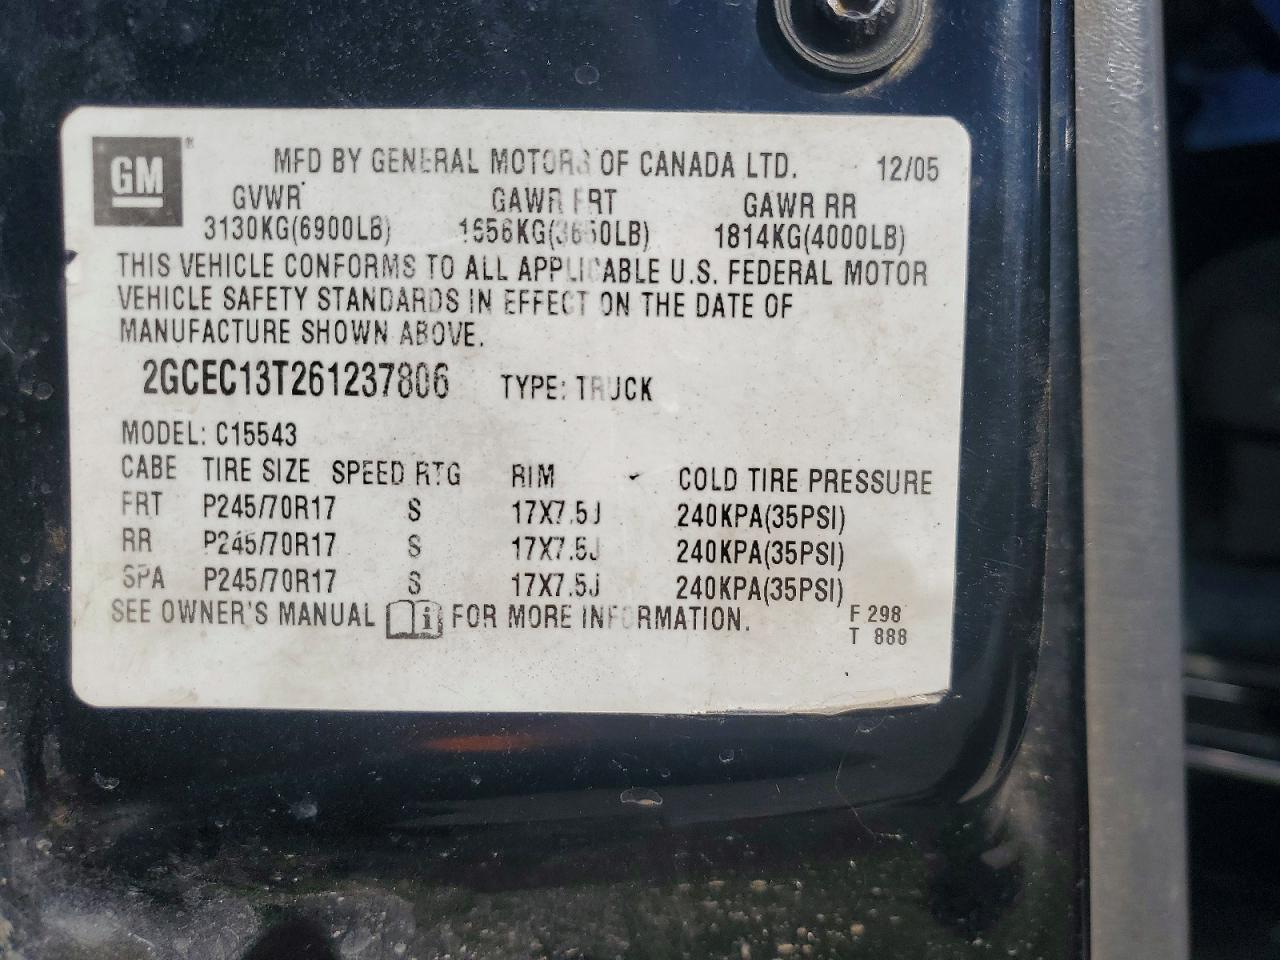 GM ®
MFD BY GENERAL MOTORS OF CANADA LTD. 12/05
GVWR GAWR FRT GAWR RR
3130KG(6900LB) 1656KG(3650LB) 1814KG(4000LB)
THIS VEHICLE CONFORMS TO ALL APPLICABLE U.S. FEDERAL MOTOR
VEHICLE SAFETY STANDARDS IN EFFECT ON THE DATE OF
MANUFACTURE SHOWN ABOVE.
2GCEC13T261237806 TYPE: TRUCK
MODEL: C15543
CABE TIRE SIZE SPEED RTG RIM COLD TIRE PRESSURE
FRT P245/70R17 S 17X7.5J 240KPA(35PSI)
RR P245/70R17 S 17X7.5J 240KPA(35PSI)
SPA P245/70R17 S 17X7.5J 240KPA(35PSI)
SEE OWNER'S MANUAL i FOR MORE INFORMATION. F 298
T 888